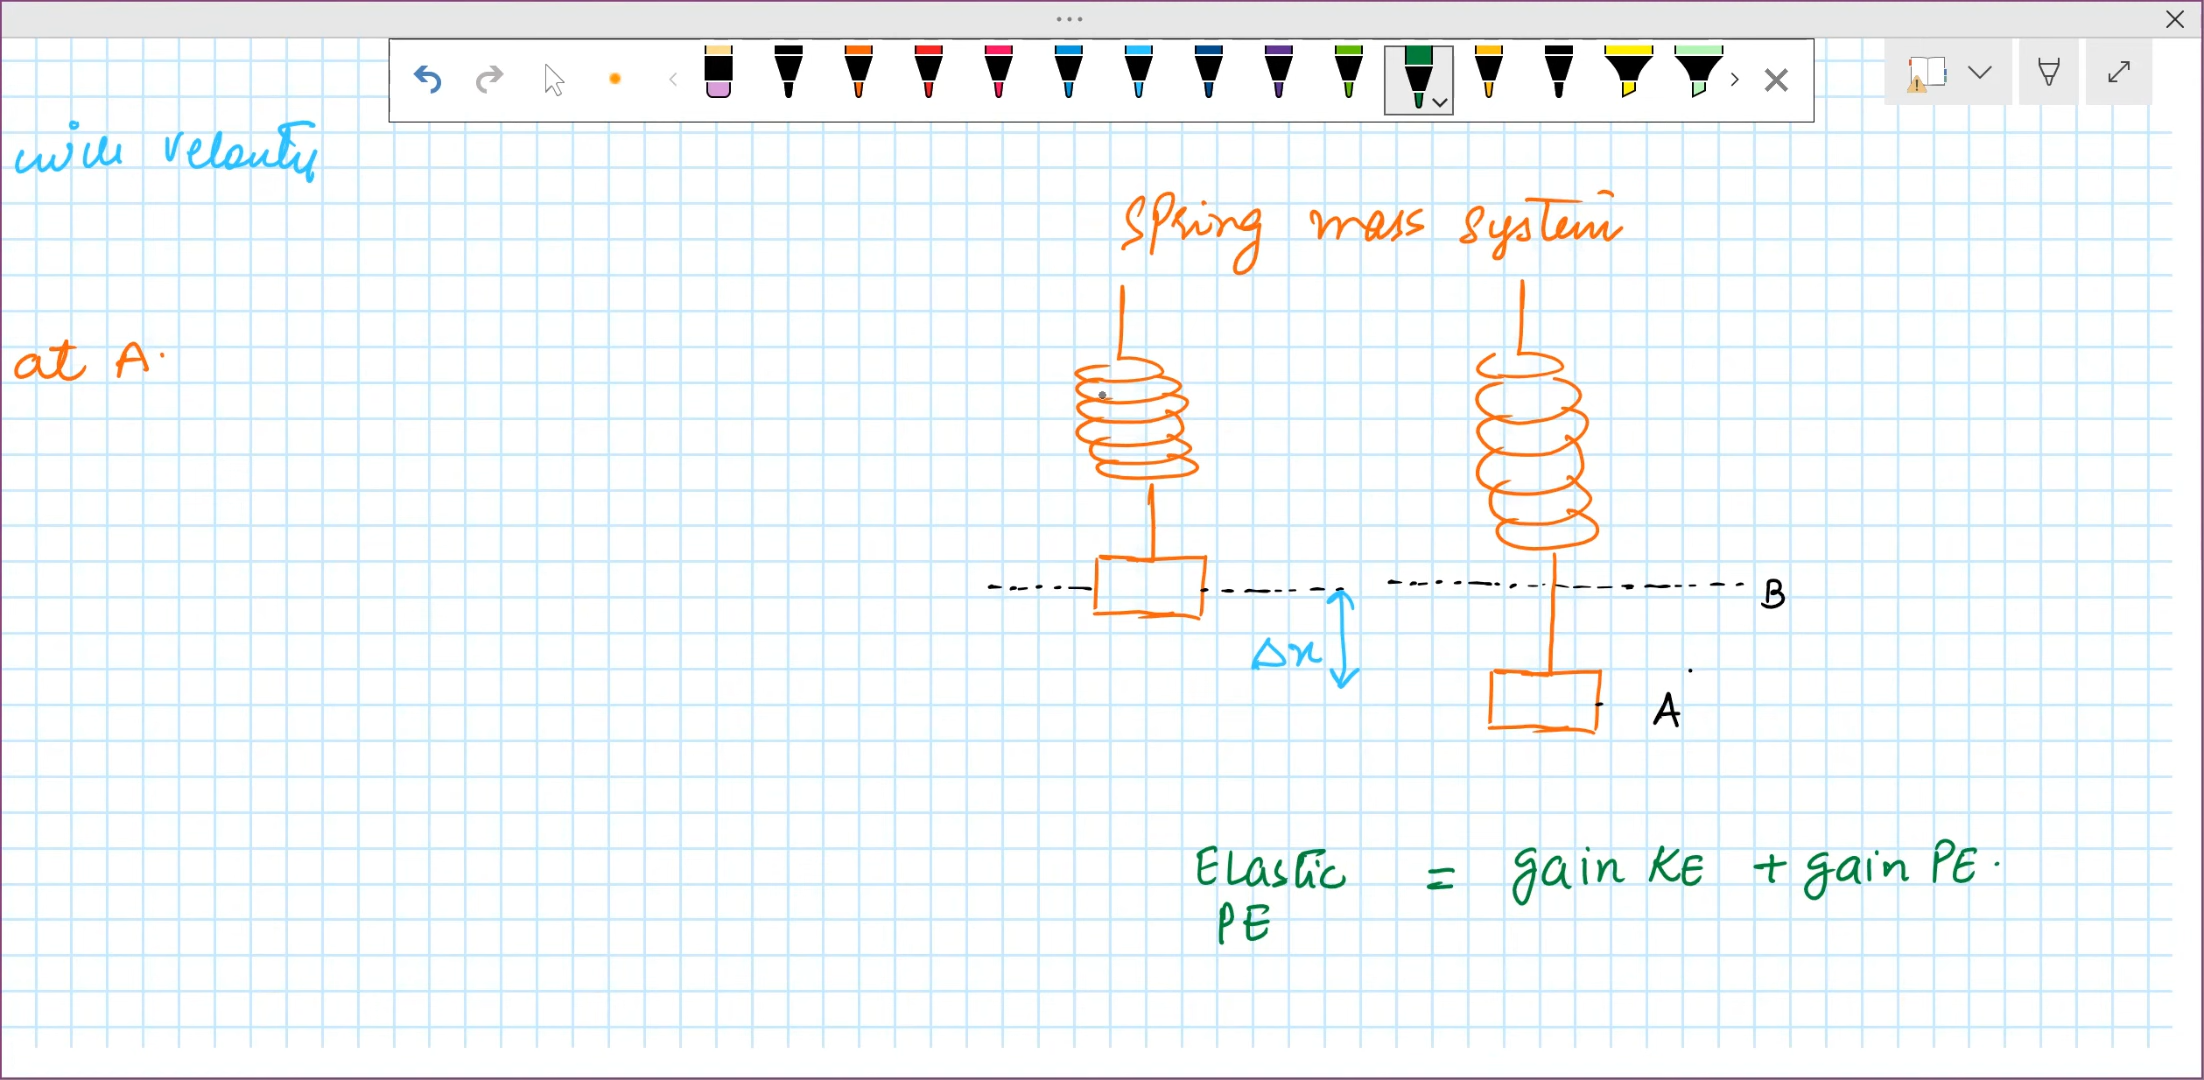 with velocity
spring mass system
at A.
B
Δx
A
Elastic = gain KE + gain PE.
PE